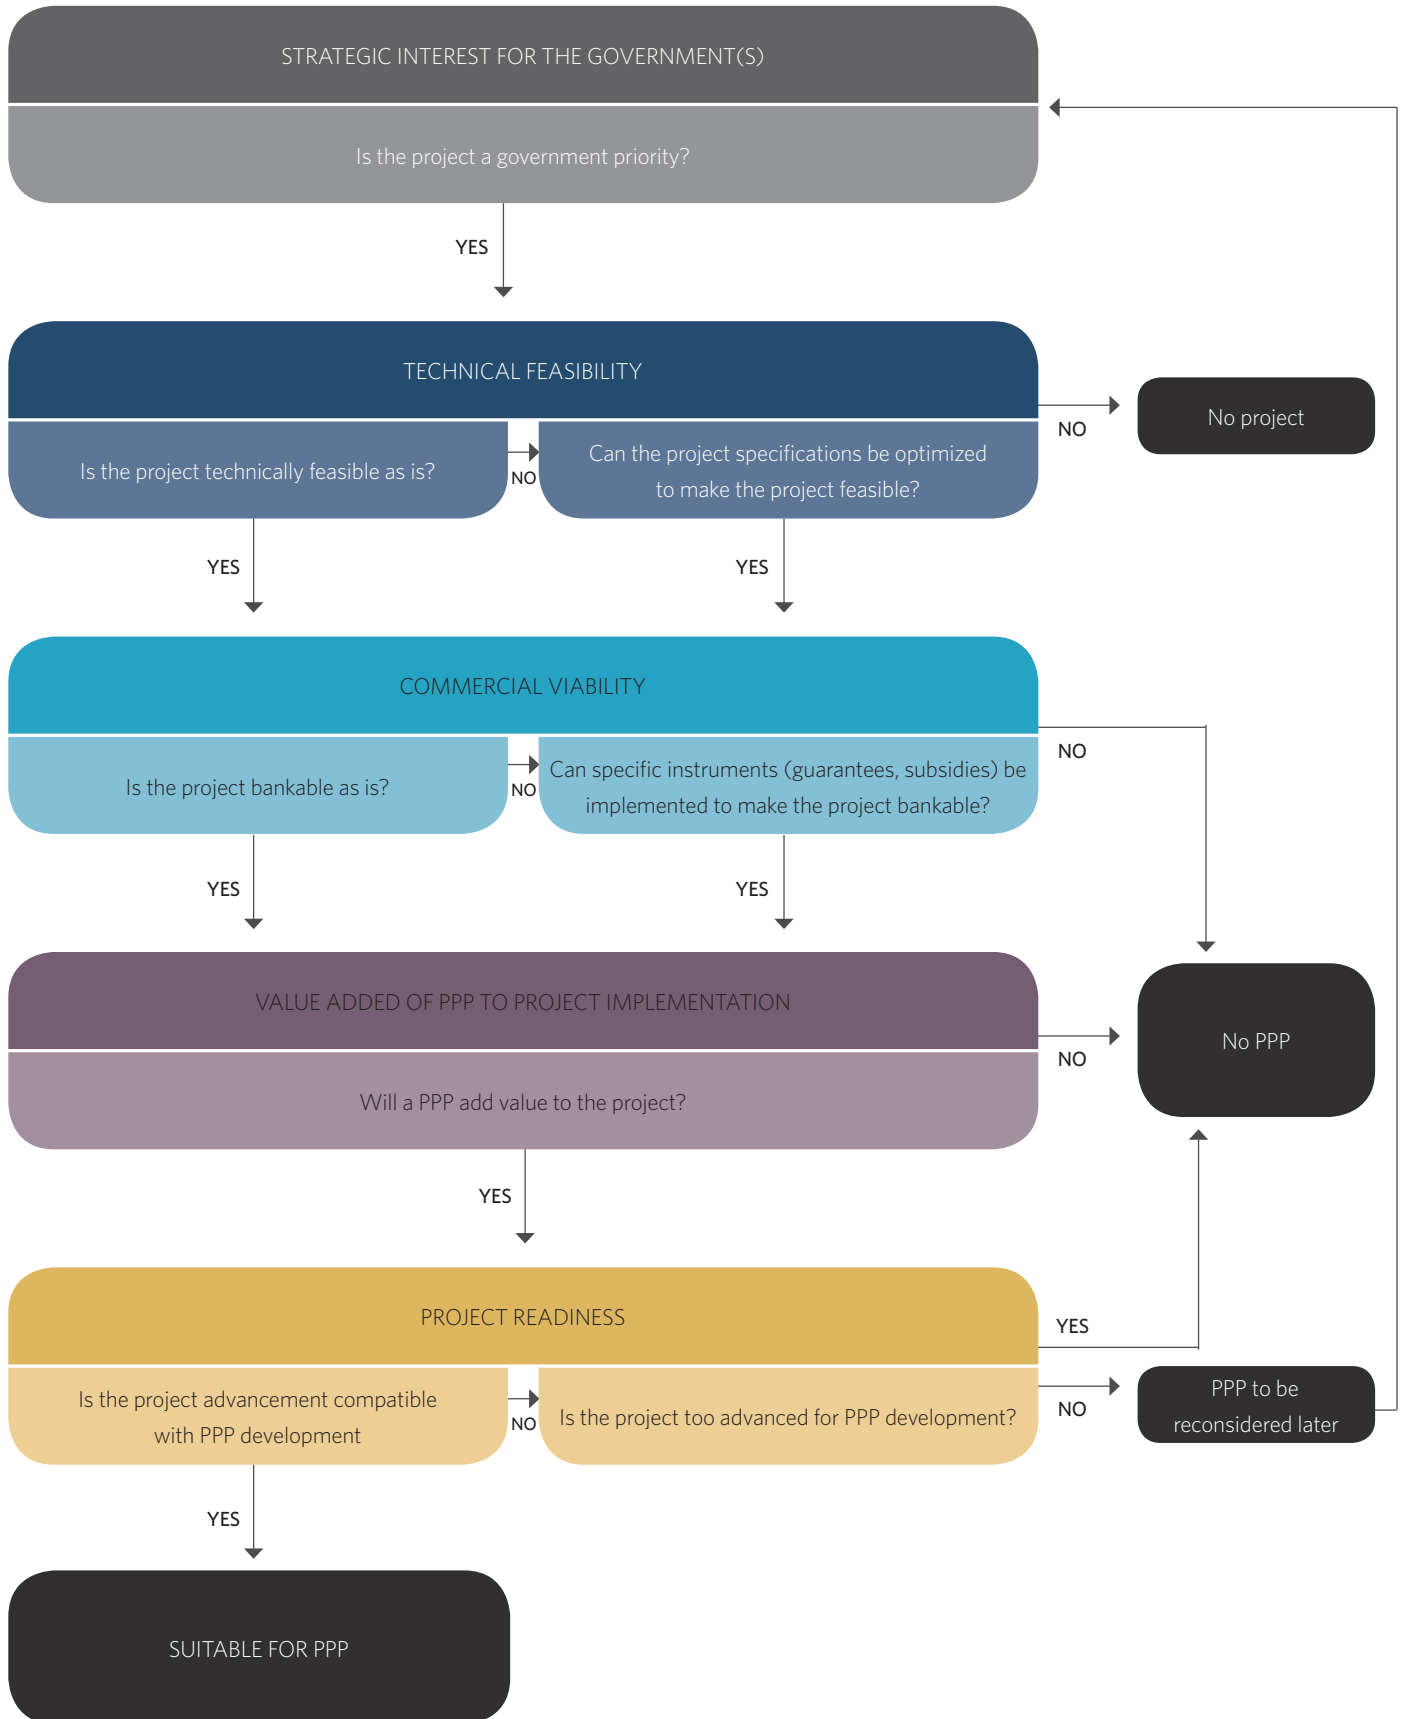 STRATEGIC INTEREST FOR THE GOVERNMENT(S)
Is the project a government priority?
YES
TECHNICAL FEASIBILITY
Is the project technically feasible as is?
NO
Can the project specifications be optimized
to make the project feasible?
NO
No project
YES
YES
COMMERCIAL VIABILITY
Is the project bankable as is?
NO
Can specific instruments (guarantees, subsidies) be
implemented to make the project bankable?
NO
YES
YES
VALUE ADDED OF PPP TO PROJECT IMPLEMENTATION
Will a PPP add value to the project?
NO
No PPP
YES
PROJECT READINESS
YES
Is the project advancement compatible
with PPP development
NO
Is the project too advanced for PPP development?
NO
PPP to be
reconsidered later
YES
SUITABLE FOR PPP